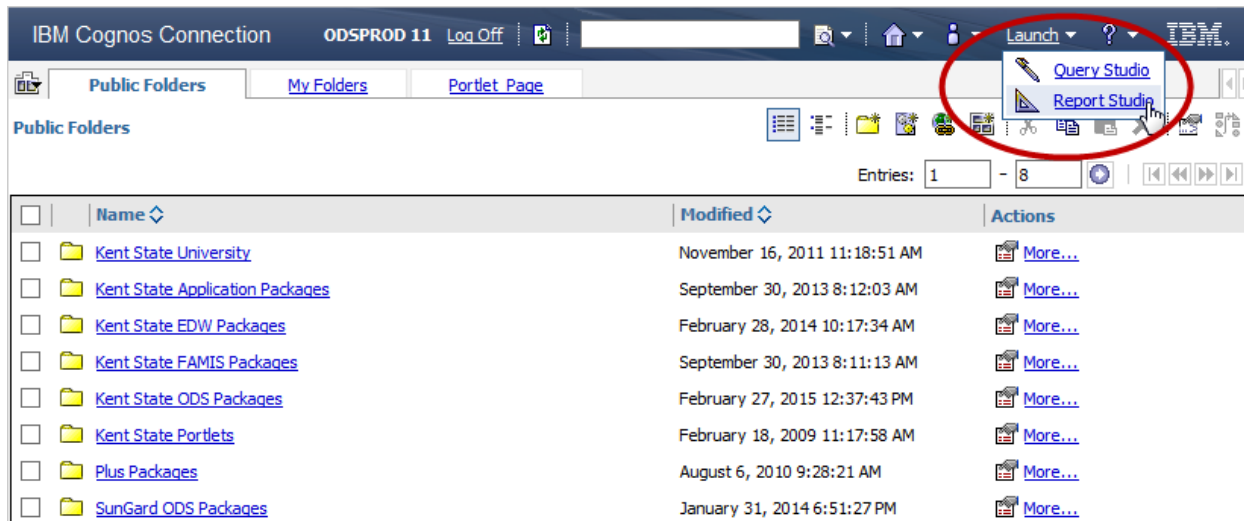 IBM Cognos Connection ODSPROD 11 Log Off Launch ? IBM.
Query Studio
Report Studio
Public Folders My Folders Portlet Page
Public Folders
Entries: 1 - 8
Name Modified Actions
Kent State University November 16, 2011 11:18:51 AM More...
Kent State Application Packages September 30, 2013 8:12:03 AM More...
Kent State EDW Packages February 28, 2014 10:17:34 AM More...
Kent State FAMIS Packages September 30, 2013 8:11:13 AM More...
Kent State ODS Packages February 27, 2015 12:37:43 PM More...
Kent State Portlets February 18, 2009 11:17:58 AM More...
Plus Packages August 6, 2010 9:28:21 AM More...
SunGard ODS Packages January 31, 2014 6:51:27 PM More...